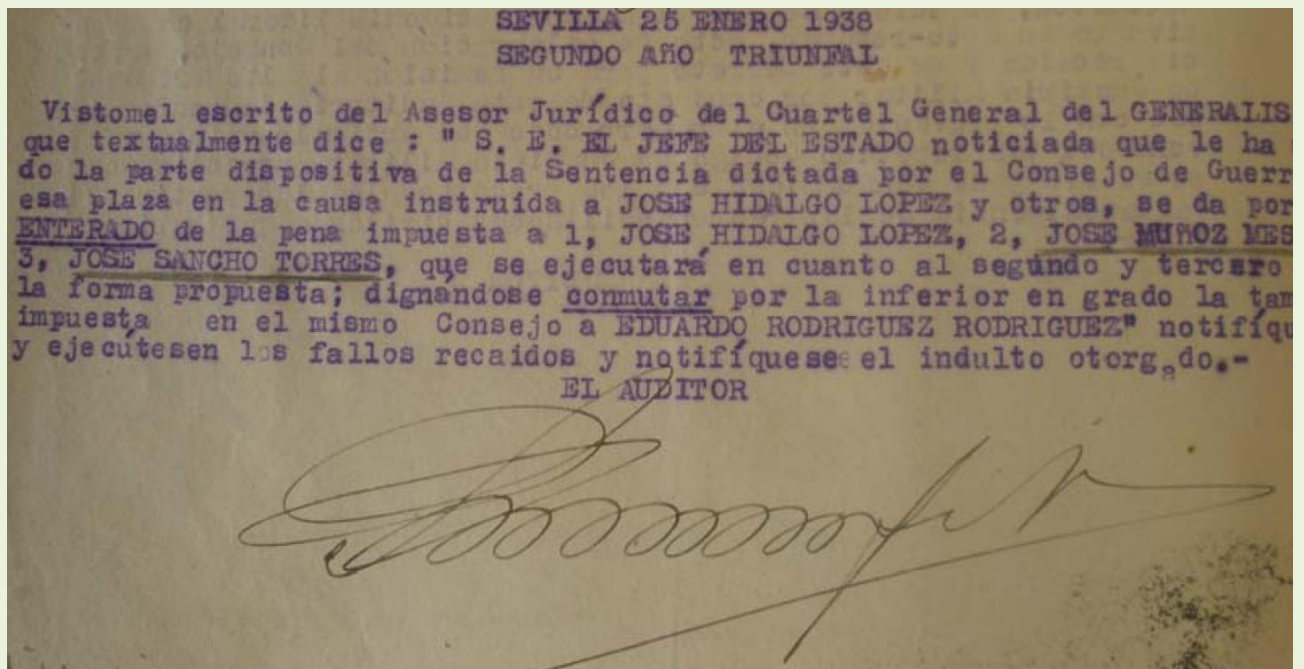 SEVILLA 25 ENERO 1938
SEGUNDO AñO TRIUNFAL
Vistomel escrito del Asesor Jurídico del Cuartel General del GENERALIS
que textualmente dice : " S. E. EL JEFE DEL ESTADO noticiada que le ha
do la parte dispositiva de la Sentencia dictada por el Consejo de Guerr
esa plaza en la causa instruida a JOSE HIDALGO LOPEZ y otros, se da por
ENTERADO de la pena impuesta a 1, JOSE HIDALGO LOPEZ, 2, JOSE MUÑOZ MES
3, JOSE SANCHO TORRES, que se ejecutará en cuanto al segundo y tercero
la forma propuesta; dignándose conmutar por la inferior en grado la tam
impuesta en el mismo Consejo a EDUARDO RODRIGUEZ RODRIGUEZ" notifíqu
y ejecútesen los fallos recaidos y notifíquese el indulto otorgado.-
EL AUDITOR